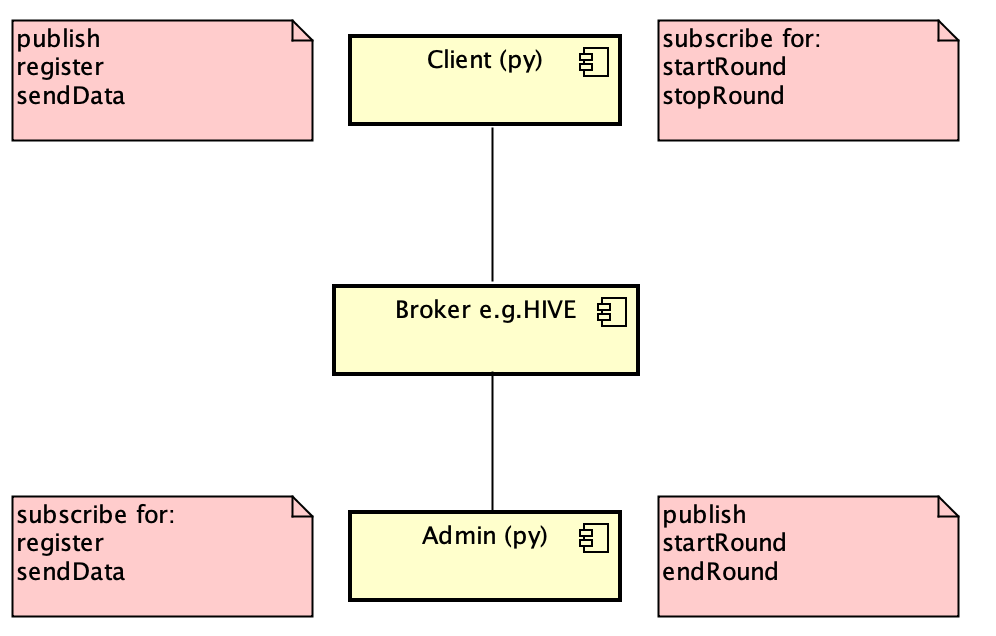 publish
register
sendData
Client (py)
subscribe for:
startRound
stopRound
Broker e.g.HIVE
subscribe for:
register
sendData
Admin (py)
publish
startRound
endRound